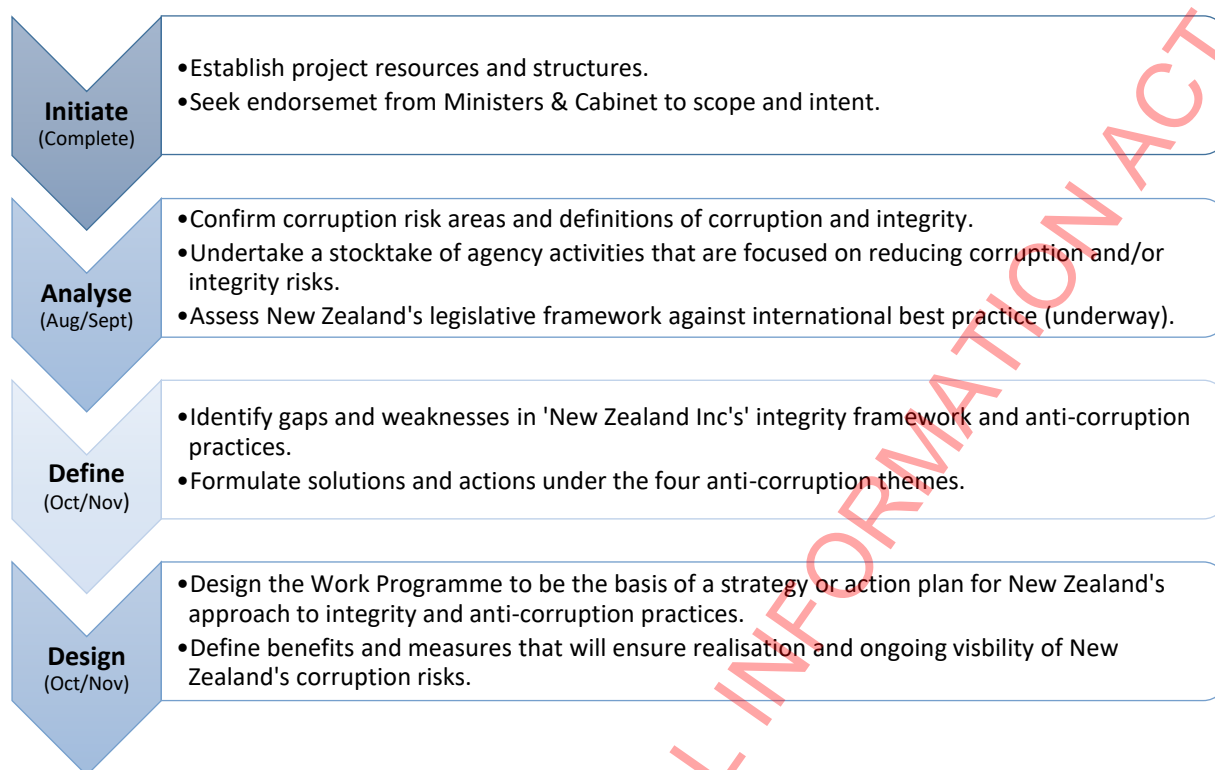 Initiate
(Complete)
•Establish project resources and structures.
•Seek endorsemet from Ministers & Cabinet to scope and intent.
Analyse
(Aug/Sept)
•Confirm corruption risk areas and definitions of corruption and integrity.
•Undertake a stocktake of agency activities that are focused on reducing corruption and/or
integrity risks.
•Assess New Zealand's legislative framework against international best practice (underway).
Define
(Oct/Nov)
•Identify gaps and weaknesses in 'New Zealand Inc's' integrity framework and anti-corruption
practices.
•Formulate solutions and actions under the four anti-corruption themes.
Design
(Oct/Nov)
•Design the Work Programme to be the basis of a strategy or action plan for New Zealand's
approach to integrity and anti-corruption practices.
•Define benefits and measures that will ensure realisation and ongoing visbility of New
Zealand's corruption risks.
L INFORMATION ACT